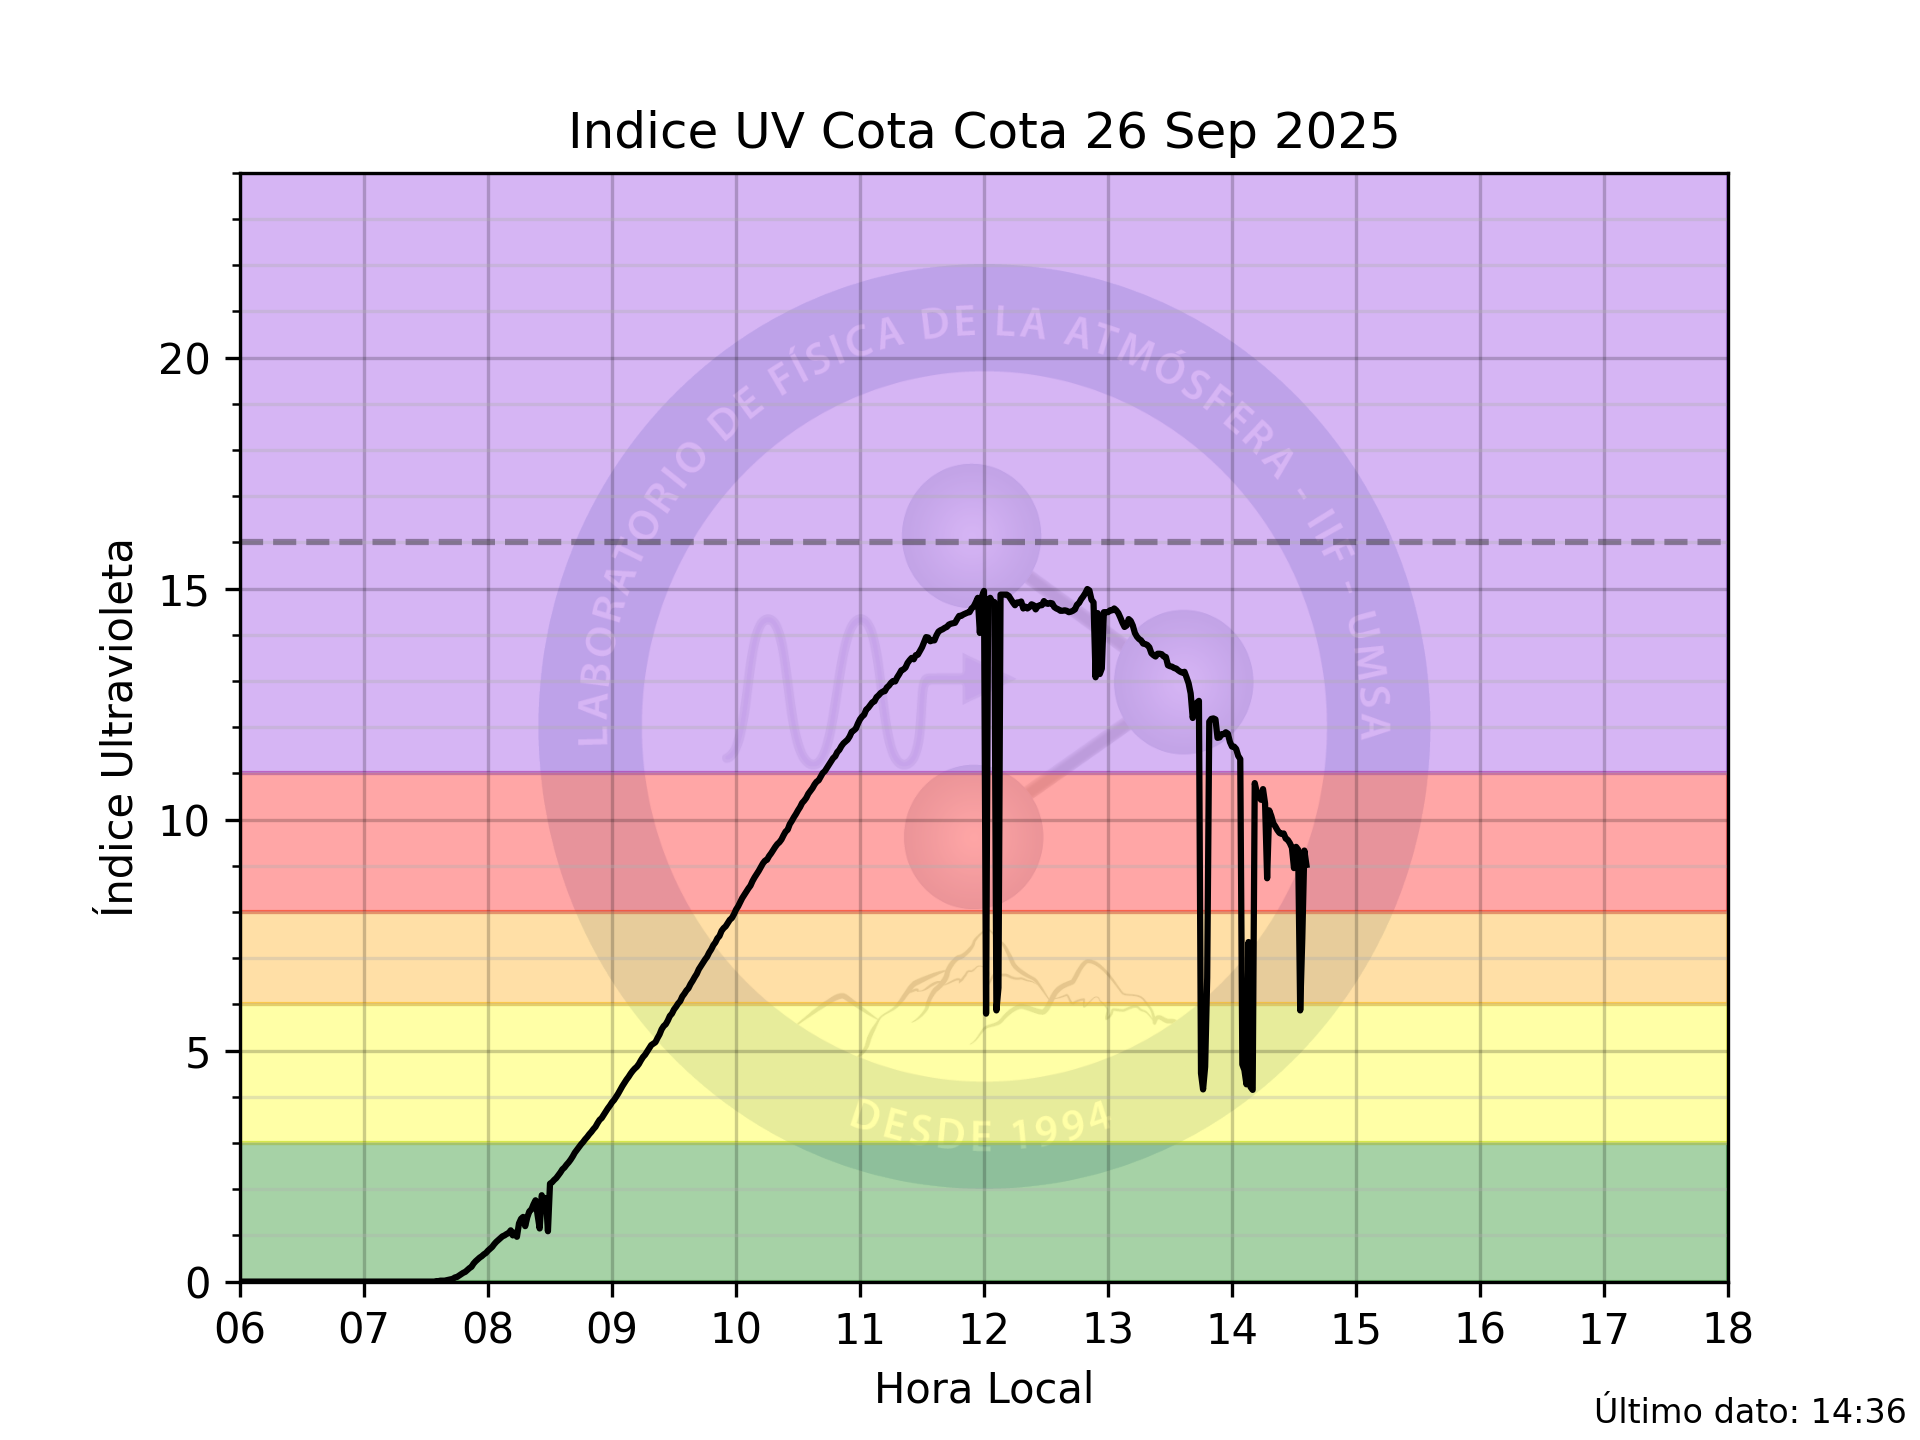 Indice UV Cota Cota 26 Sep 2025
Índice Ultravioleta
20
15
10
5
0
LABORATORIO DE FÍSICA DE LA ATMÓSFERA - IIF - UMSA
DESDE 1994
06 07 08 09 10 11 12 13 14 15 16 17 18
Hora Local
Último dato: 14:36